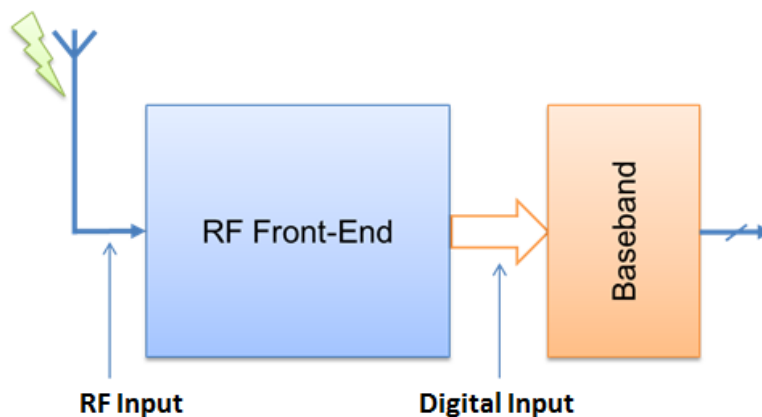 RF Front-End
Baseband
RF Input
Digital Input